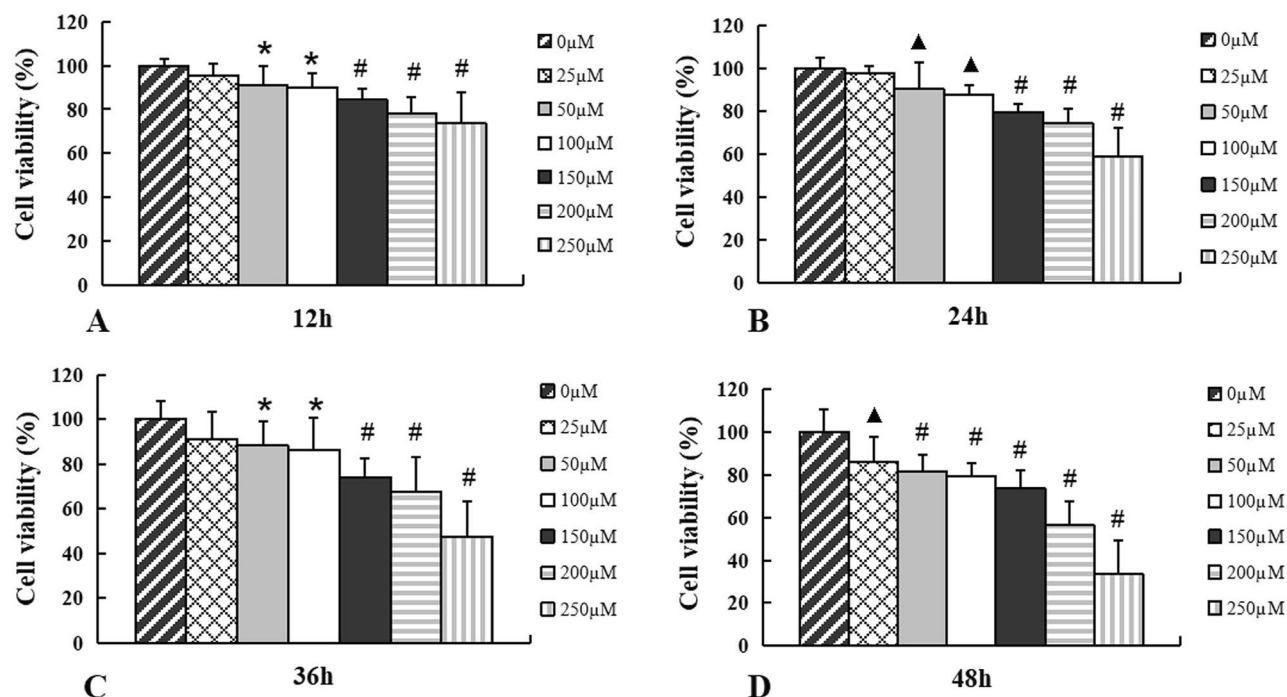 Cell viability (%)
120
100
80
60
40
20
0
* * # # #
0µM
25µM
50µM
100µM
150µM
200µM
250µM
A
12h
Cell viability (%)
120
100
80
60
40
20
0
▲ ▲ # # #
0µM
25µM
50µM
100µM
150µM
200µM
250µM
B
24h
Cell viability (%)
120
100
80
60
40
20
0
* * # # #
0µM
25µM
50µM
100µM
150µM
200µM
250µM
C
36h
Cell viability (%)
120
100
80
60
40
20
0
▲ # # # # #
0µM
25µM
50µM
100µM
150µM
200µM
250µM
D
48h